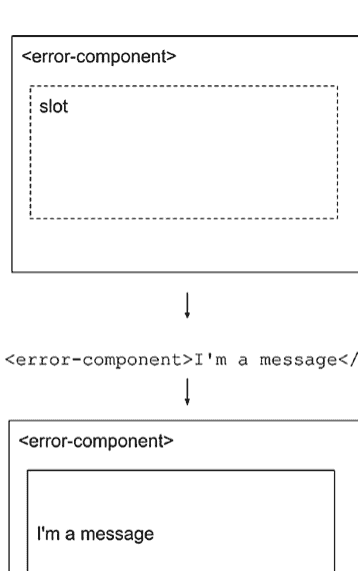 <error-component>
slot
<error-component>I'm a message</
<error-component>
I'm a message